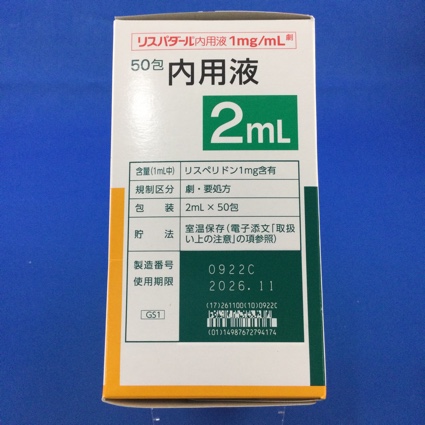 リスパダール内用液1mg/mL 劇
50包 内用液
2mL
含量(1mL中) リスペリドン1mg含有
規制区分 劇・要処方
包装 2mL×50包
貯法 室温保存(電子添文「取扱
い上の注意」の項参照)
製造番号 0922C
使用期限 2026.11
(17)261100(10)0922C
GS1
(01)14987672794174